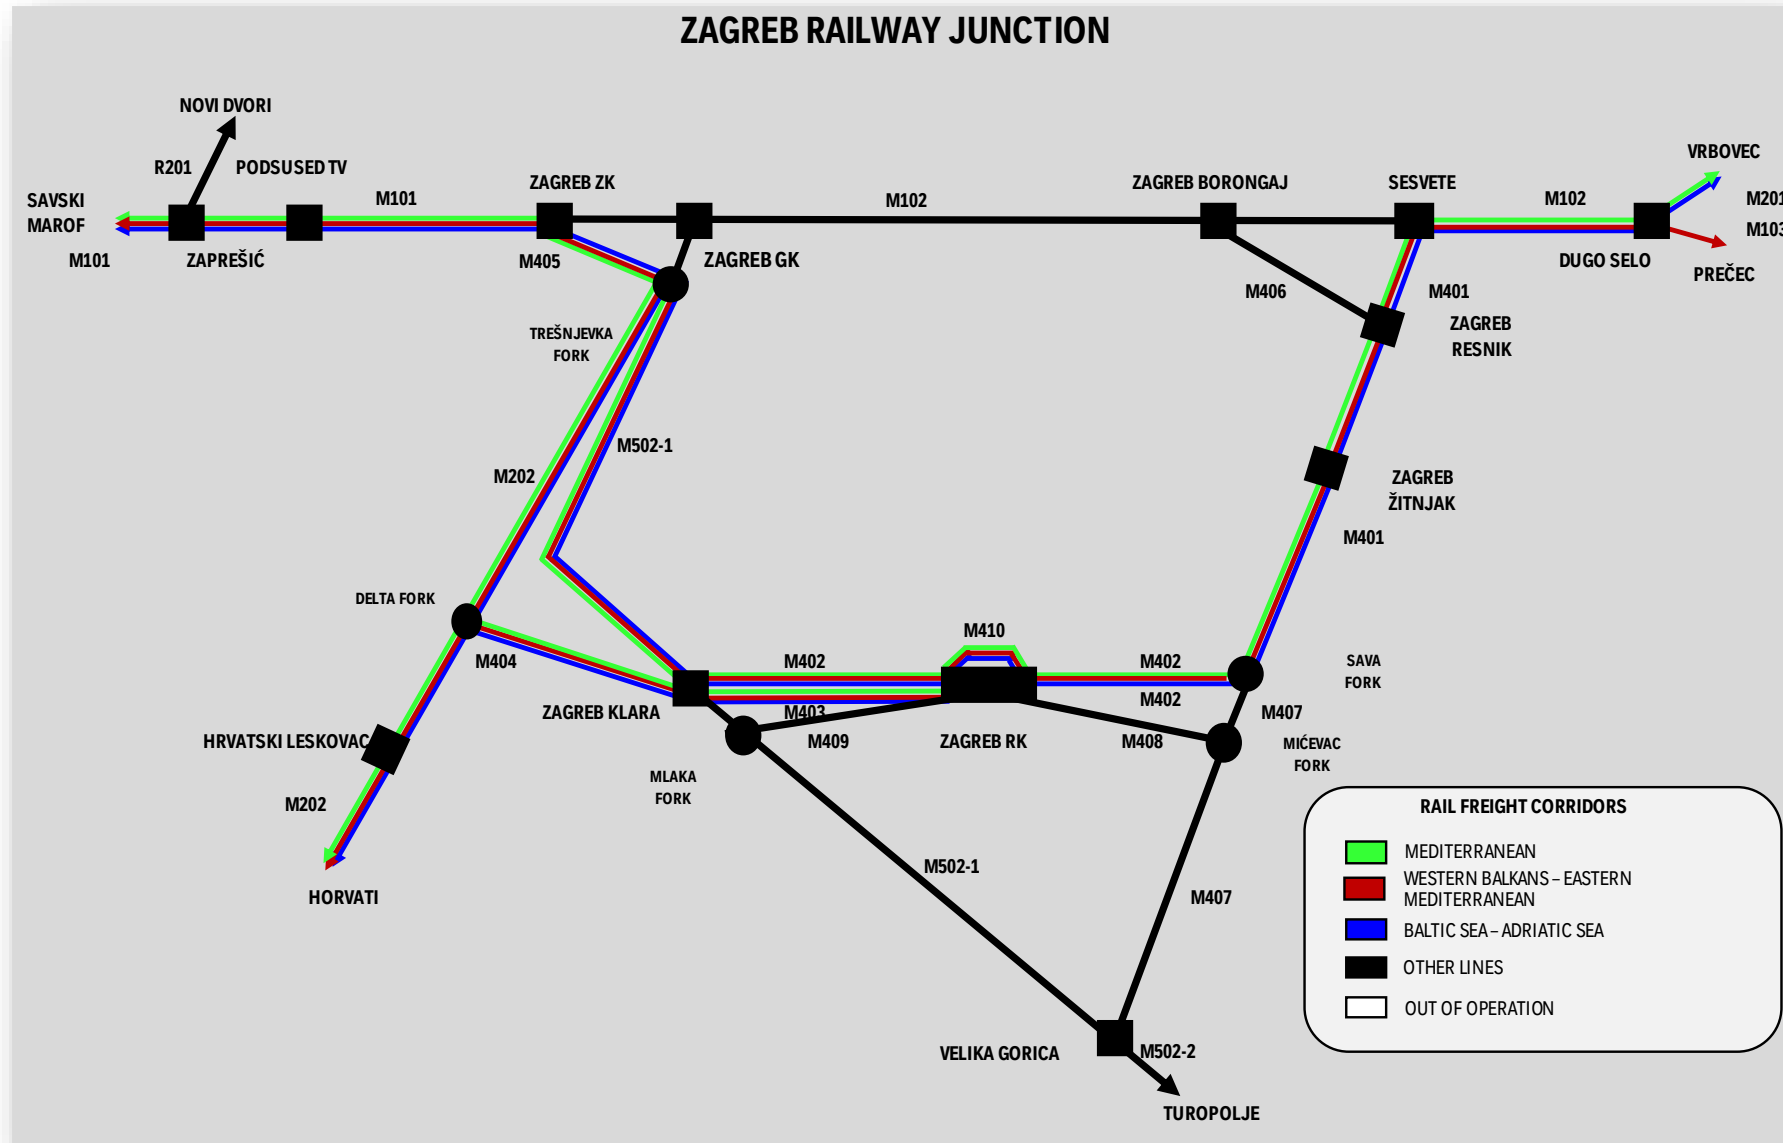 ZAGREB RAILWAY JUNCTION
NOVI DVORI
R201
PODSUSED TV
SAVSKI
MAROF
M101
M101
ZAPREŠIĆ
ZAGREB ZK
M405
ZAGREB GK
M102
ZAGREB BORONGAJ
SESVETE
M102
VRBOVEC
M201
M103
PREČEC
DUGO SELO
M406
M401
ZAGREB
RESNIK
TREŠNJEVKA
FORK
M502-1
M202
ZAGREB
ŽITNJAK
M401
DELTA FORK
M404
M410
M402
M402
M402
SAVA
FORK
ZAGREB KLARA
M403
M409
ZAGREB RK
M408
M407
MIĆEVAC
FORK
HRVATSKI LESKOVAC
M202
MLAKA
FORK
HORVATI
M502-1
M407
VELIKA GORICA
M502-2
TUROPOLJE
RAIL FREIGHT CORRIDORS
MEDITERRANEAN
WESTERN BALKANS – EASTERN
MEDITERRANEAN
BALTIC SEA – ADRIATIC SEA
OTHER LINES
OUT OF OPERATION